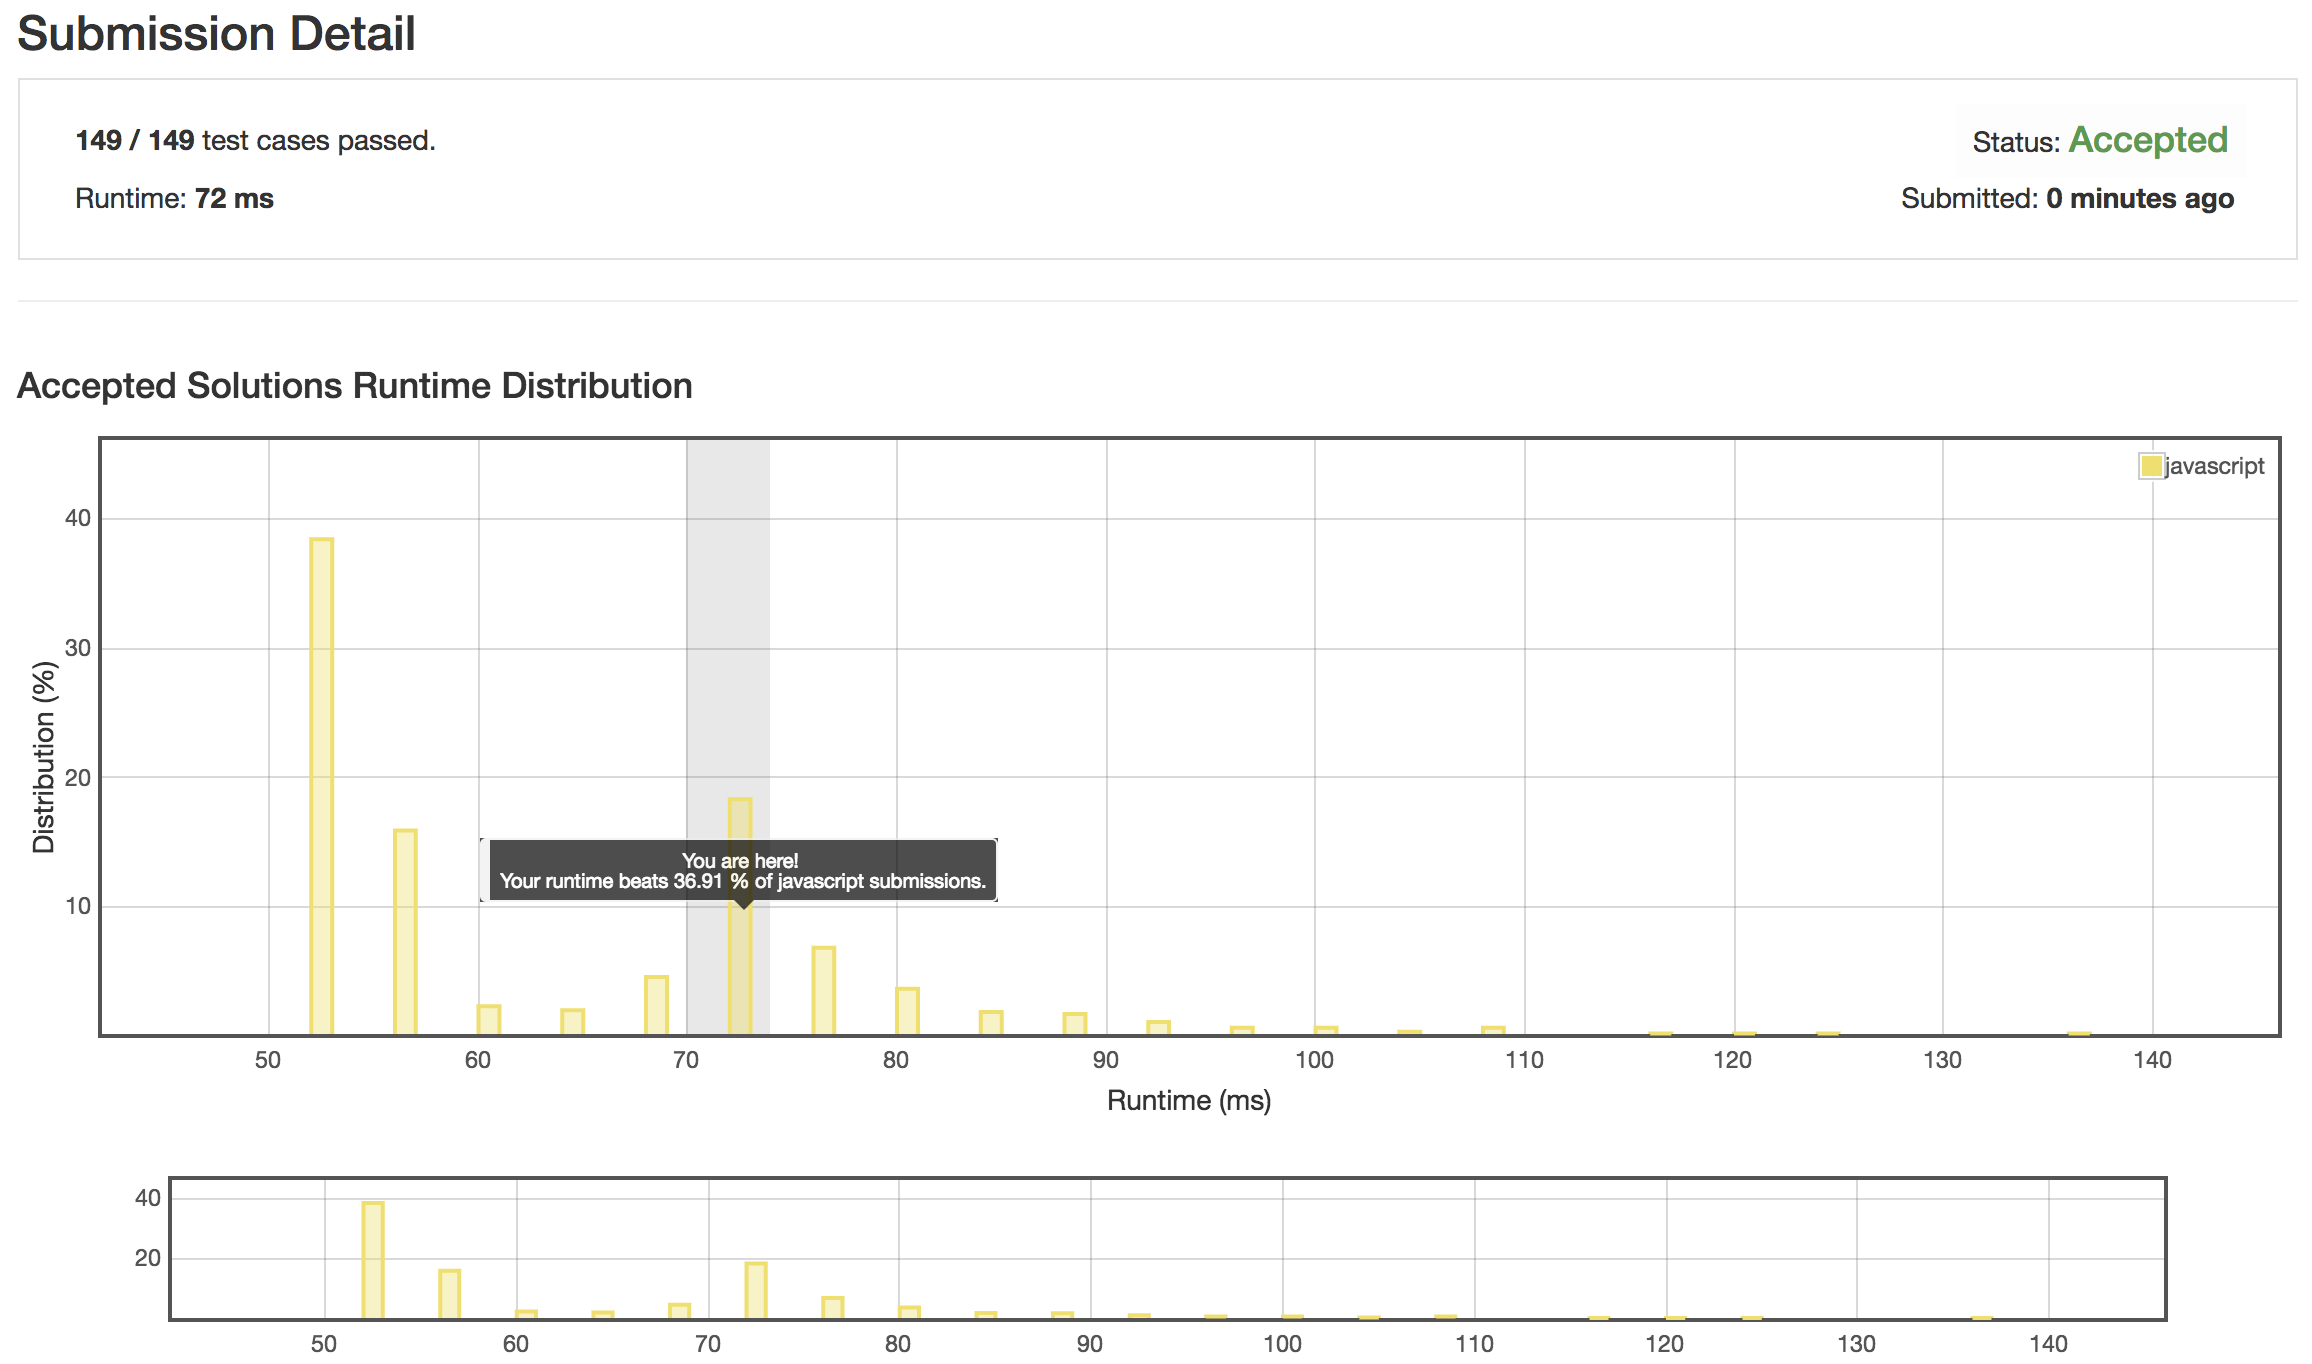 Submission Detail
149 / 149 test cases passed.
Status: Accepted
Runtime: 72 ms
Submitted: 0 minutes ago
Accepted Solutions Runtime Distribution
javascript
40
30
20
10
Distribution (%)
You are here!
Your runtime beats 36.91 % of javascript submissions.
50 60 70 80 90 100 110 120 130 140
Runtime (ms)
40
20
50 60 70 80 90 100 110 120 130 140